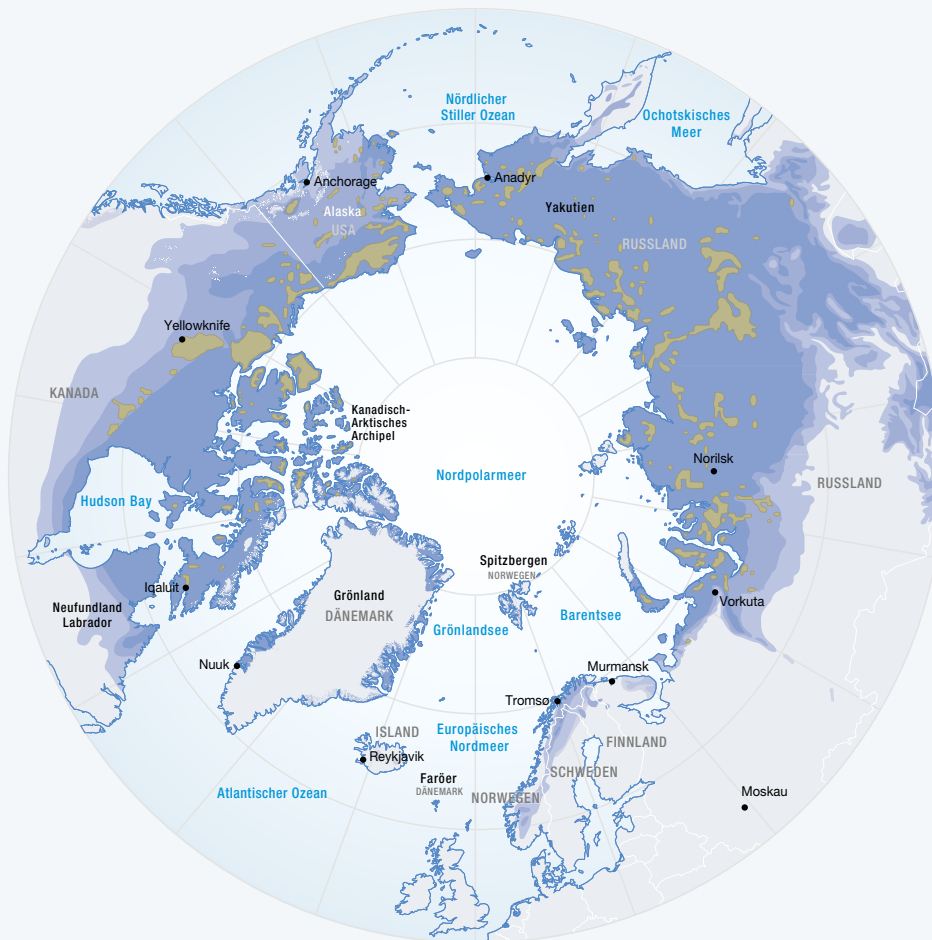 Nördlicher
Stiller Ozean
Ochotskisches
Meer
Anchorage
Anadyr
Alaska
USA
Yakutien
RUSSLAND
Yellowknife
KANADA
Kanadisch-
Arktisches
Archipel
Norilsk
Nordpolarmeer
RUSSLAND
Hudson Bay
Spitzbergen
NORWEGEN
Iqaluit
Grönland
DÄNEMARK
Neufundland
Labrador
Vorkuta
Barentsee
Grönlandsee
Nuuk
Murmansk
Tromsø
ISLAND
Reykjavik
Europäisches
Nordmeer
FINNLAND
SCHWEDEN
Faröer
DÄNEMARK
NORWEGEN
Atlantischer Ozean
Moskau